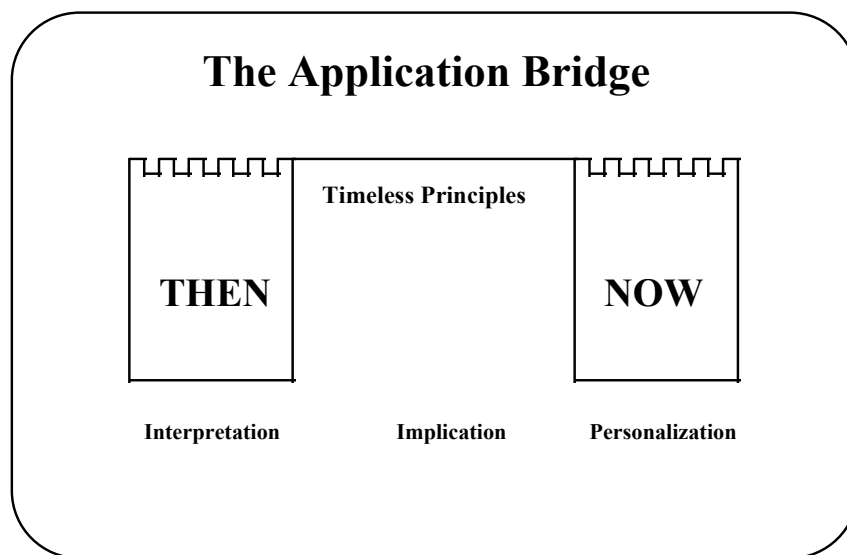 The Application Bridge
Timeless Principles
THEN NOW
Interpretation Implication Personalization